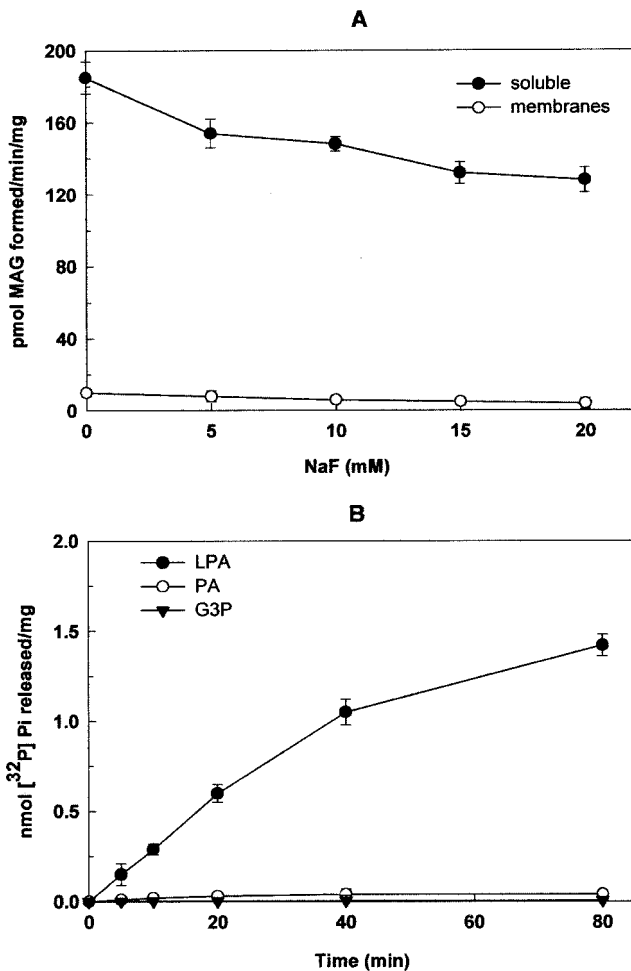 A
200
160
120
80
40
0
pmol MAG formed/min/mg
soluble
membranes
0 5 10 15 20
NaF (mM)
B
2.0
1.5
1.0
0.5
0.0
nmol [32P] Pi released/mg
LPA
PA
G3P
0 20 40 60 80
Time (min)